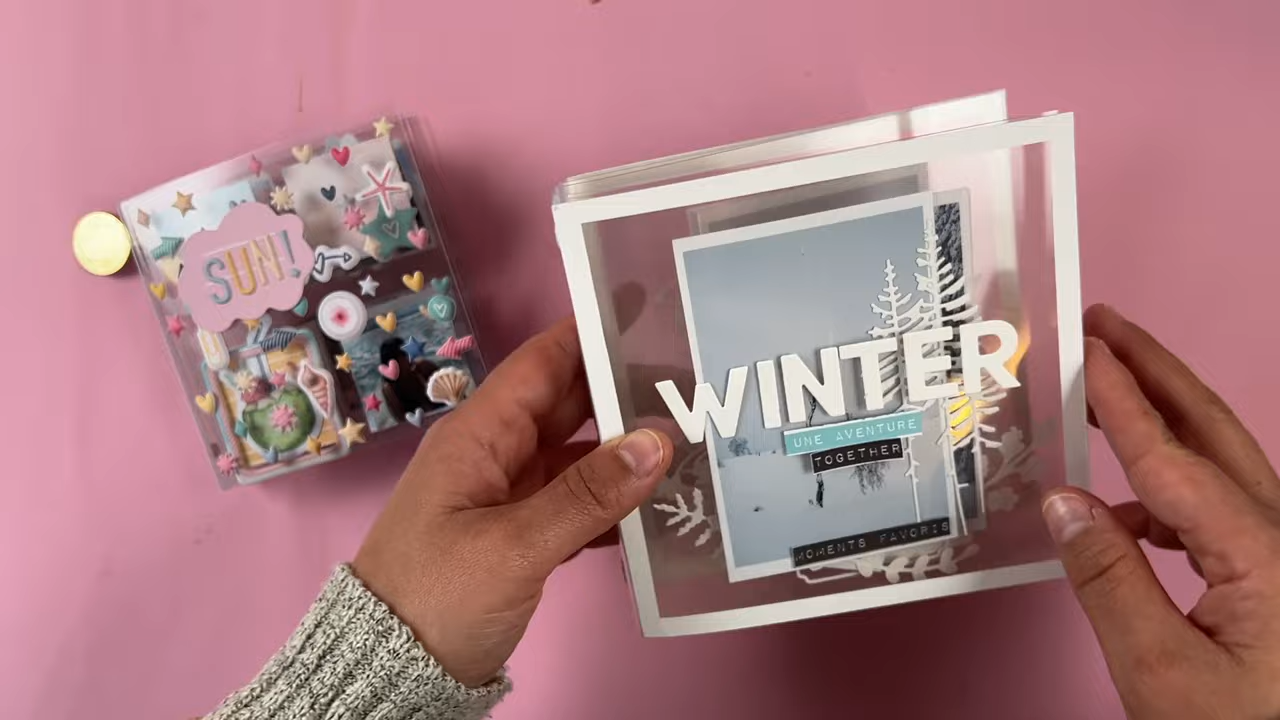 SUN!
WINTER
UNE AVENTURE
TOGETHER
MOMENTS FAVORIS